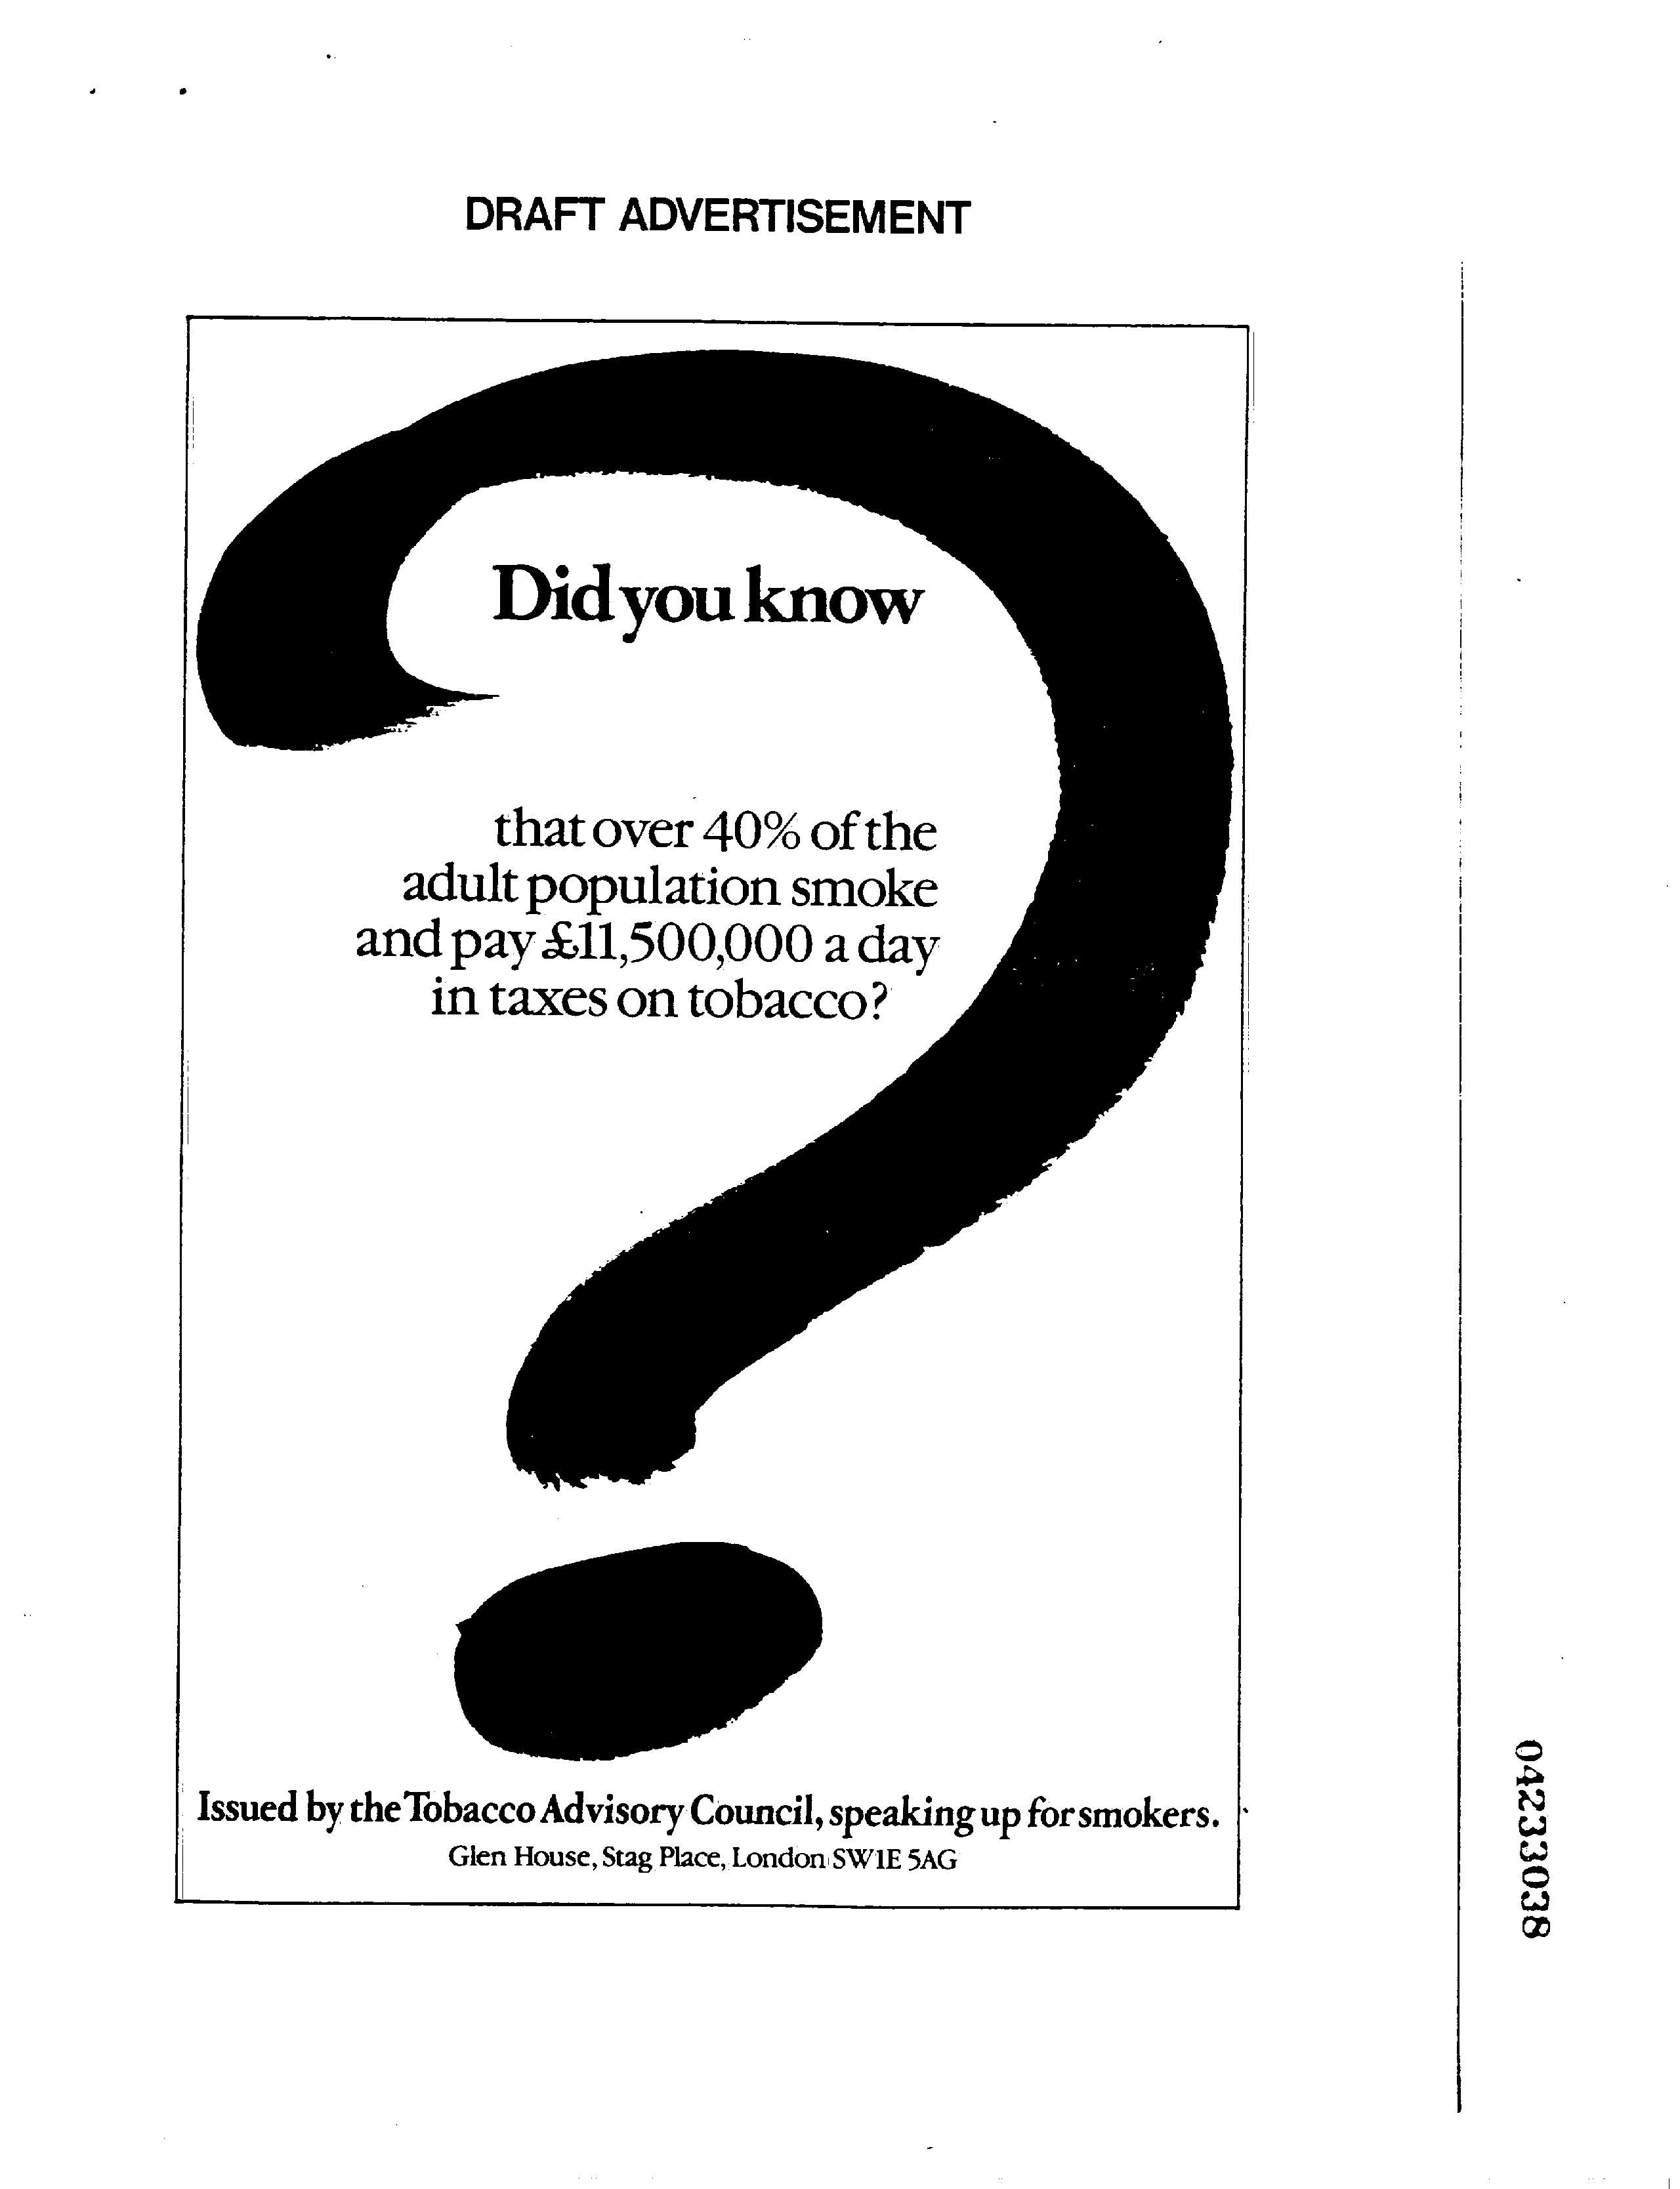 DRAFT ADVERTISEMENT
Did you know
that over 40% of the
adult population smoke
and pay £11,500,000 a day
in taxes on tobacco?
Issued by the Tobacco Advisory Council, speaking up for smokers.
Glen House, Stag Place, London SW1E 5AG
04233038